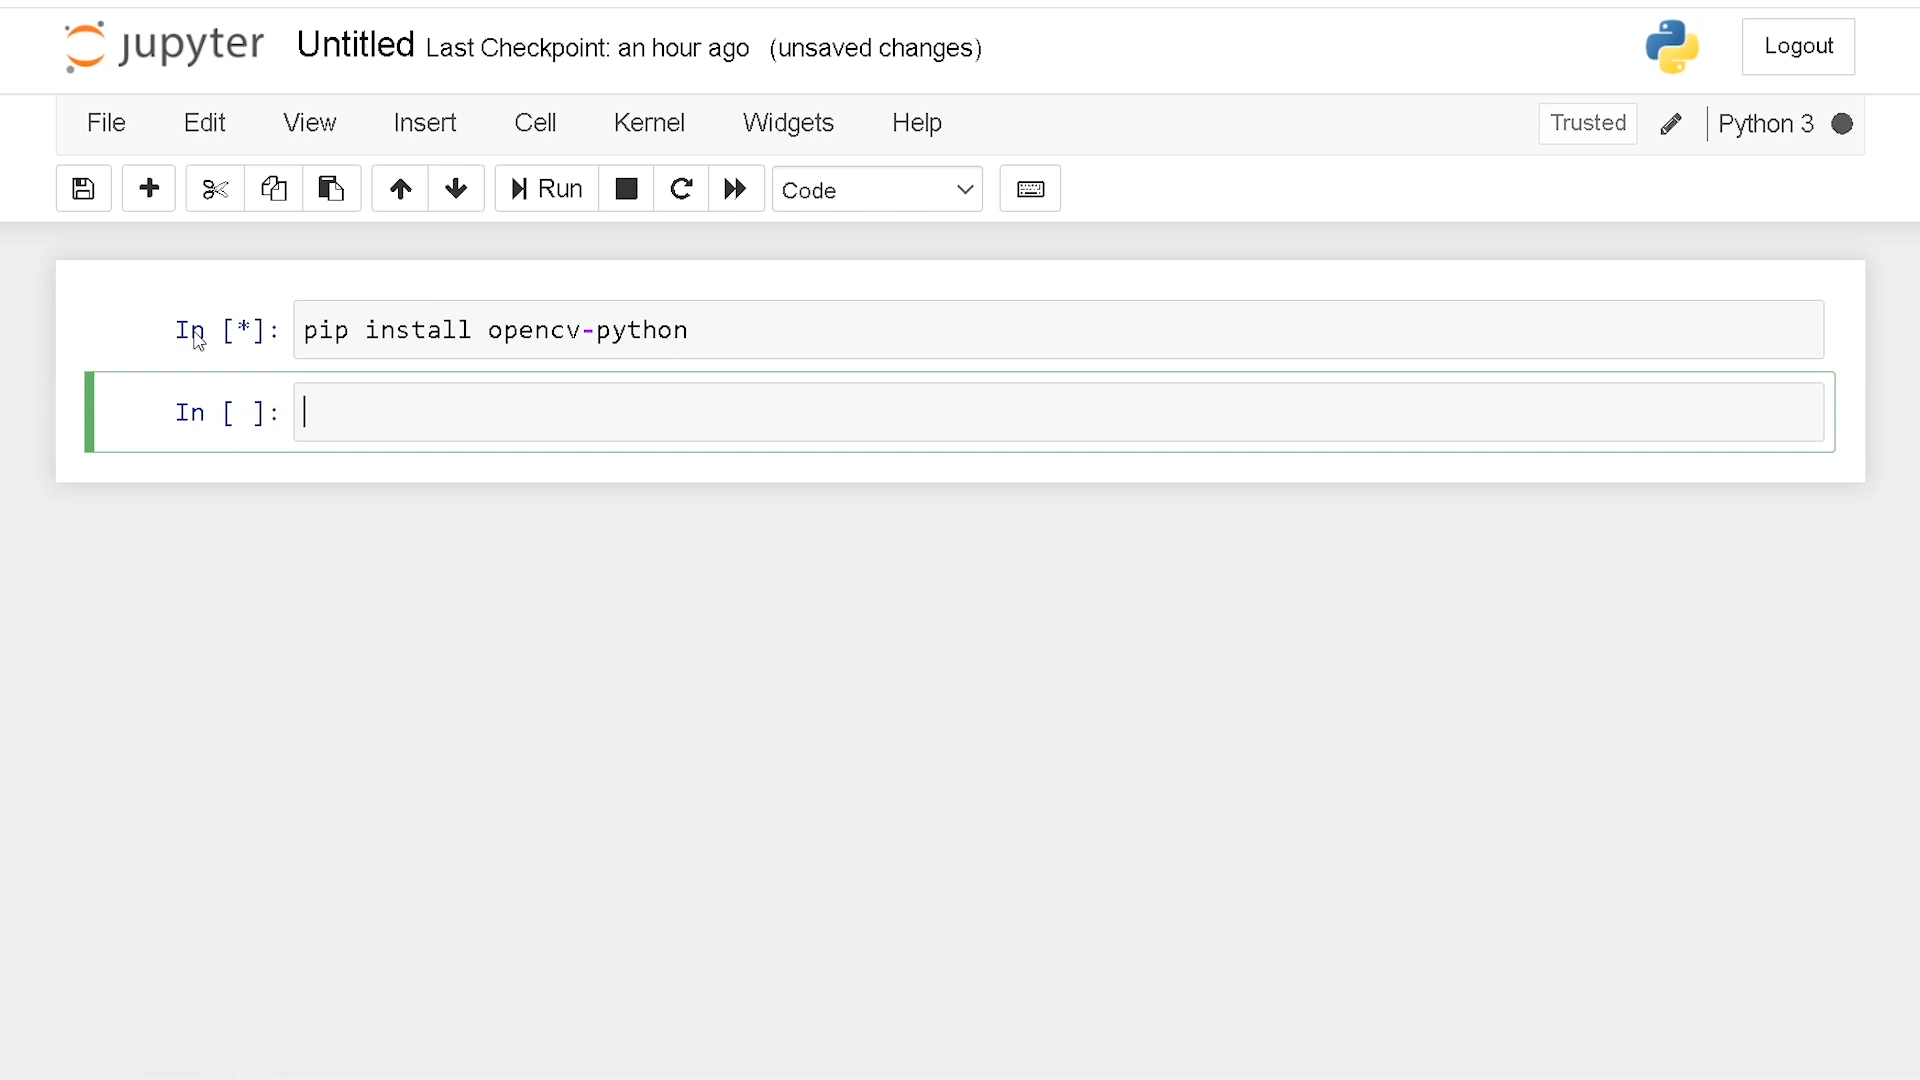 jupyter Untitled Last Checkpoint: an hour ago (unsaved changes) Logout
File Edit View Insert Cell Kernel Widgets Help Trusted Python 3
Run Code
In [*]: pip install opencv-python
In [ ]: